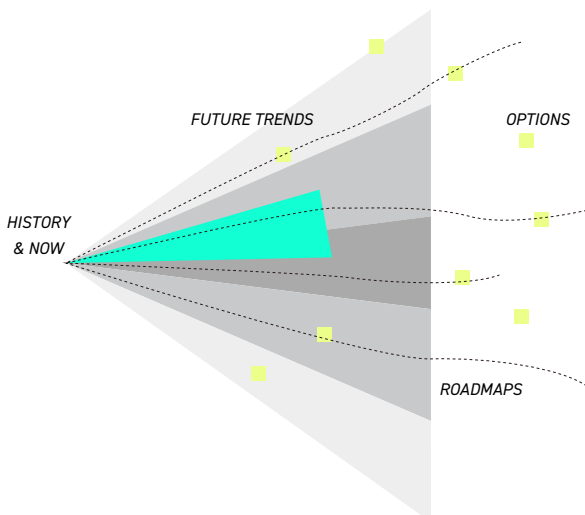 FUTURE TRENDS
OPTIONS
HISTORY
& NOW
ROADMAPS